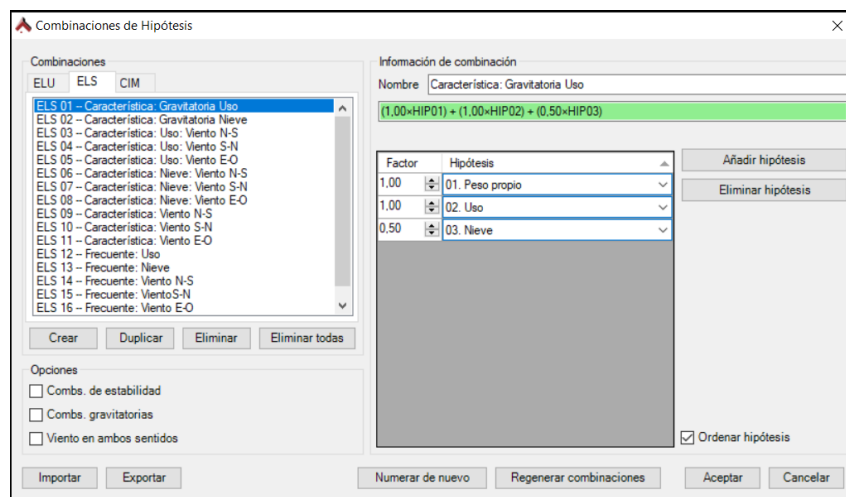 Combinaciones de Hipótesis
Combinaciones
ELU ELS CIM
ELS 01 -- Característica: Gravitatoria Uso
ELS 02 -- Característica: Gravitatoria Nieve
ELS 03 -- Característica: Uso: Viento N-S
ELS 04 -- Característica: Uso: Viento S-N
ELS 05 -- Característica: Uso: Viento E-O
ELS 06 -- Característica: Nieve: Viento N-S
ELS 07 -- Característica: Nieve: Viento S-N
ELS 08 -- Característica: Nieve: Viento E-O
ELS 09 -- Característica: Viento N-S
ELS 10 -- Característica: Viento S-N
ELS 11 -- Característica: Viento E-O
ELS 12 -- Frecuente: Uso
ELS 13 -- Frecuente: Nieve
ELS 14 -- Frecuente: Viento N-S
ELS 15 -- Frecuente: VientoS-N
ELS 16 -- Frecuente: Viento E-O
Crear Duplicar Eliminar Eliminar todas
Opciones
Combs. de estabilidad
Combs. gravitatorias
Viento en ambos sentidos
Importar Exportar
Información de combinación
Nombre Característica: Gravitatoria Uso
(1,00×HIP01) + (1,00×HIP02) + (0,50×HIP03)
Factor Hipótesis
1,00 01. Peso propio
1,00 02. Uso
0,50 03. Nieve
Añadir hipótesis
Eliminar hipótesis
Ordenar hipótesis
Numerar de nuevo Regenerar combinaciones Aceptar Cancelar